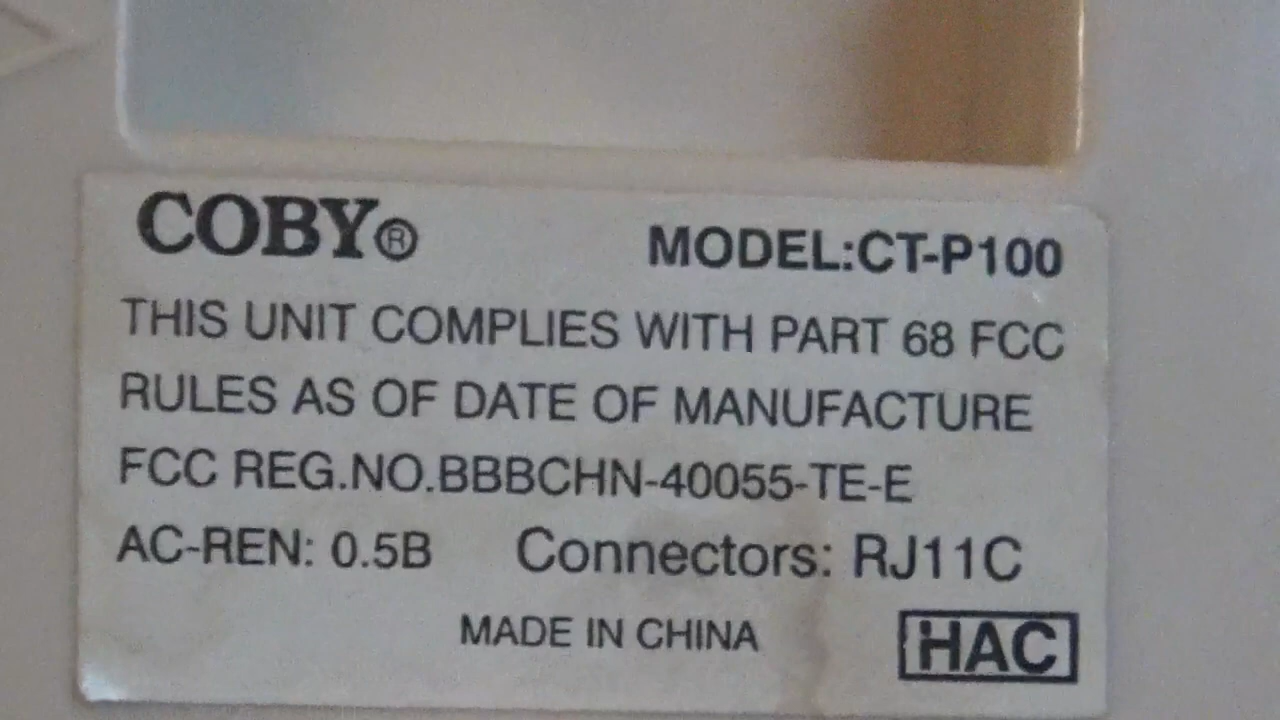 COBY® MODEL:CT-P100
THIS UNIT COMPLIES WITH PART 68 FCC
RULES AS OF DATE OF MANUFACTURE
FCC REG.NO.BBBCHN-40055-TE-E
AC-REN: 0.5B Connectors: RJ11C
MADE IN CHINA HAC